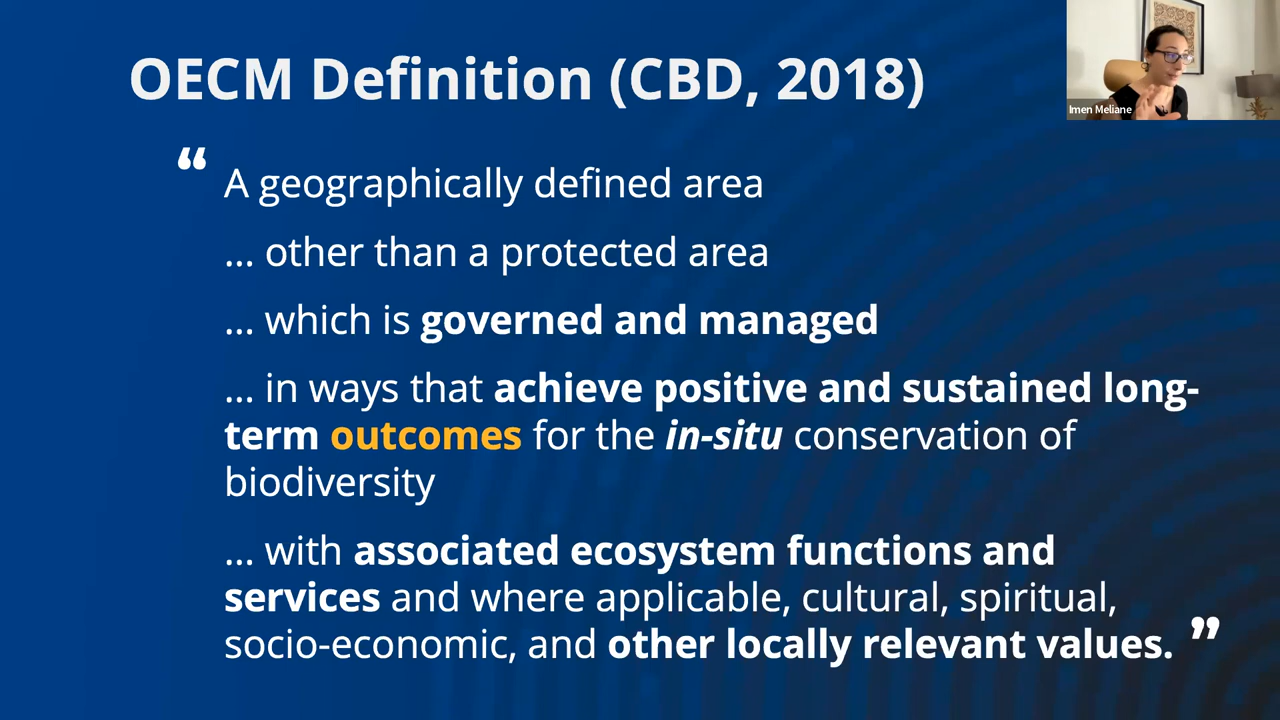 OECM Definition (CBD, 2018)
Imen Meliane
“ A geographically defined area
... other than a protected area
... which is governed and managed
... in ways that achieve positive and sustained long-
term outcomes for the in-situ conservation of
biodiversity
... with associated ecosystem functions and
services and where applicable, cultural, spiritual,
socio-economic, and other locally relevant values. ”